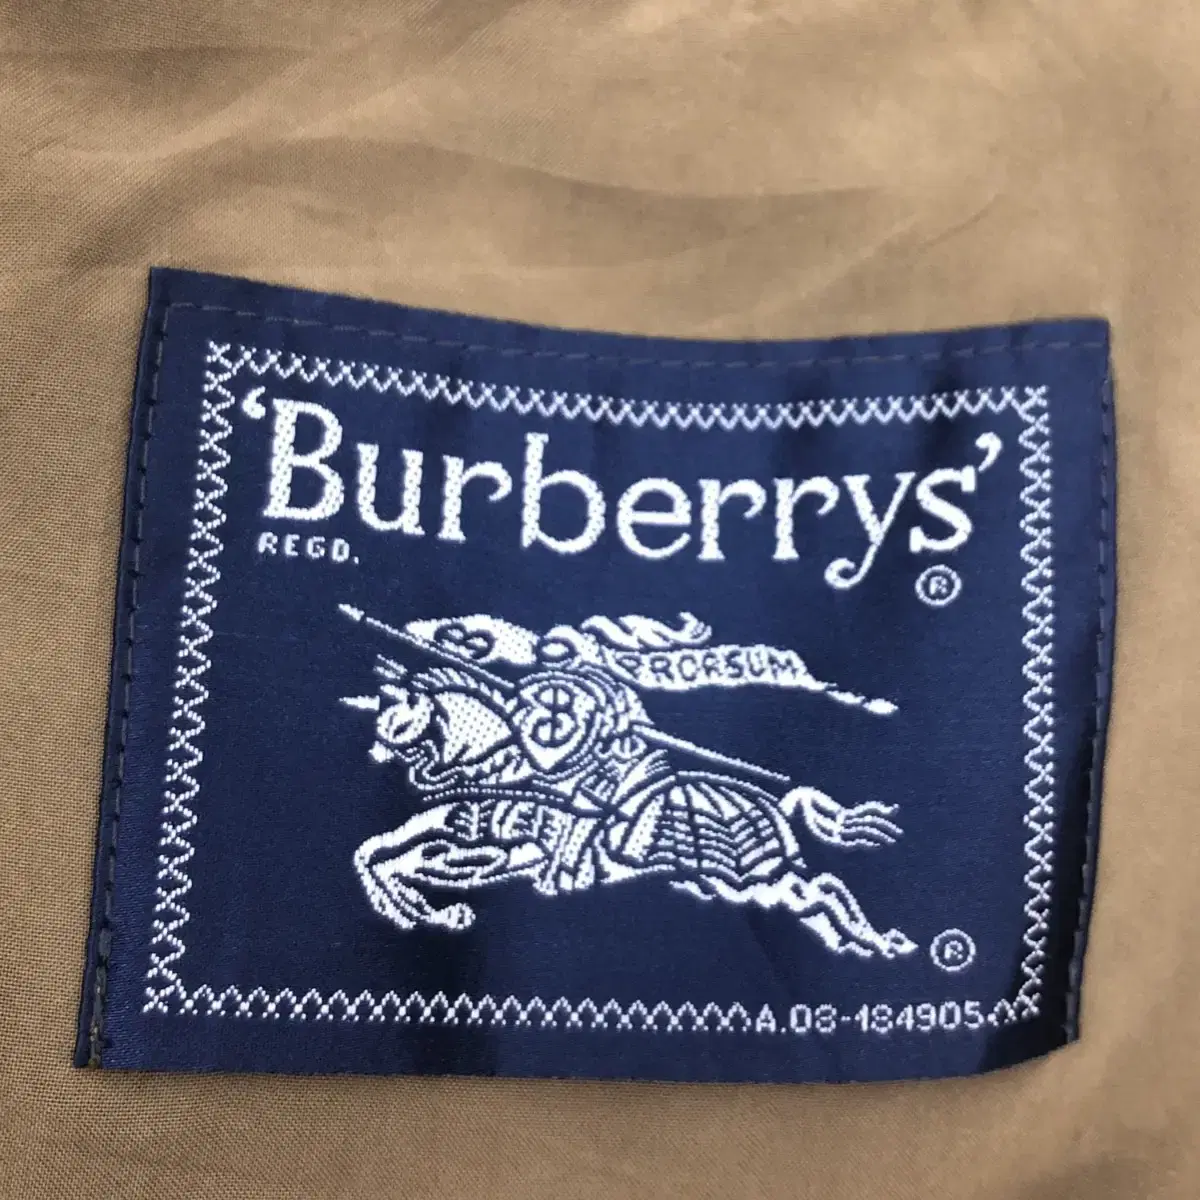 ‘Burberrys’
REGD.
®
PRORSUM
®
A.08-184905